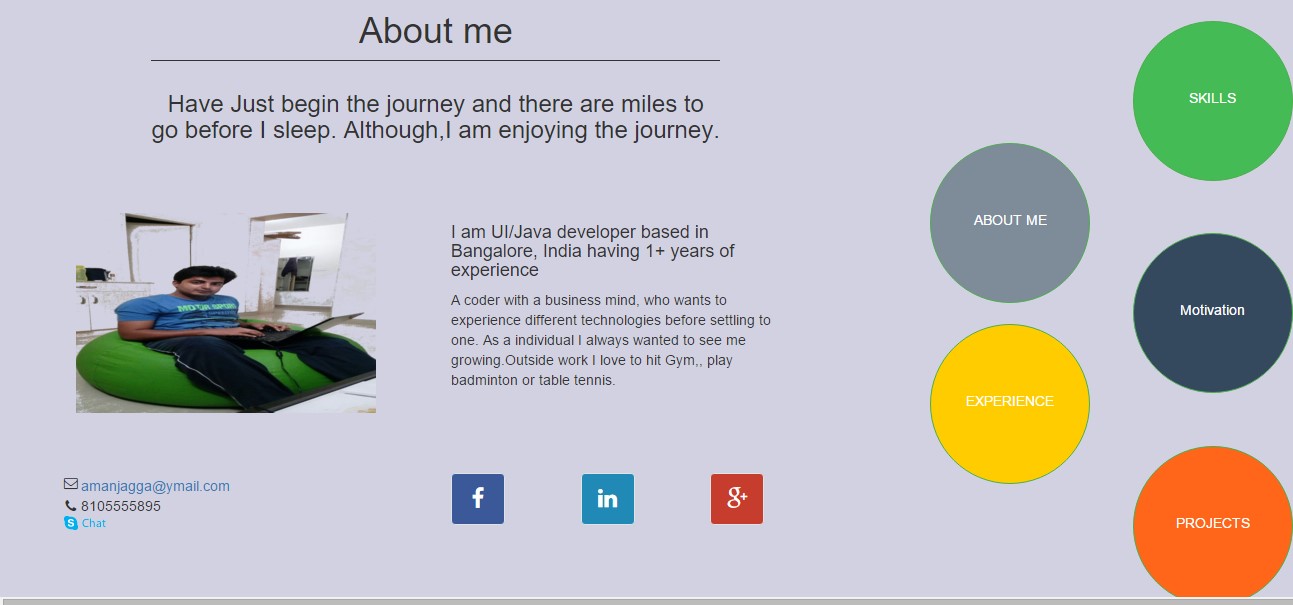 About me
Have Just begin the journey and there are miles to
go before I sleep. Although,I am enjoying the journey.
MOTOR SPORT
I am UI/Java developer based in
Bangalore, India having 1+ years of
experience
A coder with a business mind, who wants to
experience different technologies before settling to
one. As a individual I always wanted to see me
growing.Outside work I love to hit Gym,, play
badminton or table tennis.
amanjagga@ymail.com
8105555895
S Chat
f
in
g+
SKILLS
ABOUT ME
Motivation
EXPERIENCE
PROJECTS